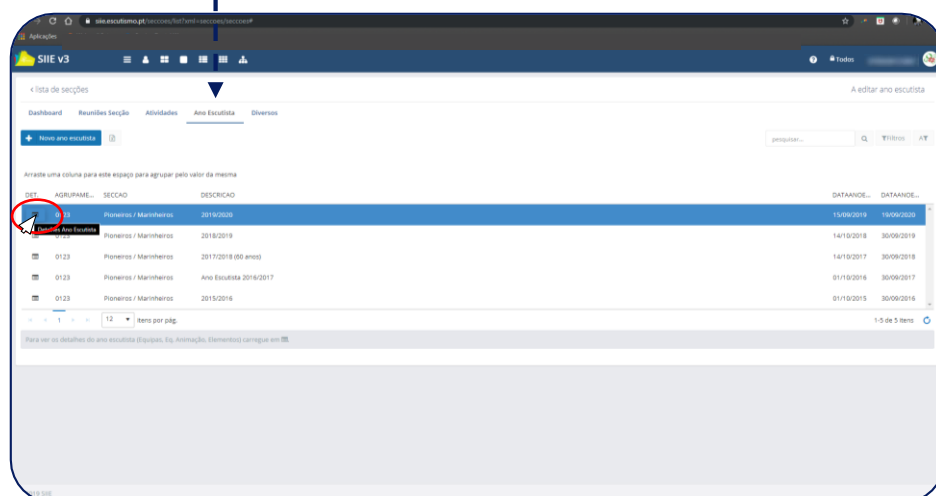 siie.escutismo.pt/seccoes/list?xml=seccoes/seccoes#
Aplicações
SIIE v3
Todos
< lista de secções
A editar ano escutista
Dashboard Reuniões Secção Atividades Ano Escutista Diversos
+ Novo ano escutista
pesquisar... Filtros A
Arraste uma coluna para este espaço para agrupar pelo valor da mesma
DET. AGRUPAME... SECCAO DESCRICAO DATAANOE... DATAANOE...
0123 Pioneiros / Marinheiros 2019/2020 15/09/2019 19/09/2020
Detalhes Ano Escutista
0123 Pioneiros / Marinheiros 2018/2019 14/10/2018 30/09/2019
0123 Pioneiros / Marinheiros 2017/2018 (60 anos) 14/10/2017 30/09/2018
0123 Pioneiros / Marinheiros Ano Escutista 2016/2017 01/10/2016 30/09/2017
0123 Pioneiros / Marinheiros 2015/2016 01/10/2015 30/09/2016
1 12 itens por pág. 1-5 de 5 itens
Para ver os detalhes do ano escutista (Equipas, Eq. Animação, Elementos) carregue em
2019 SIIE